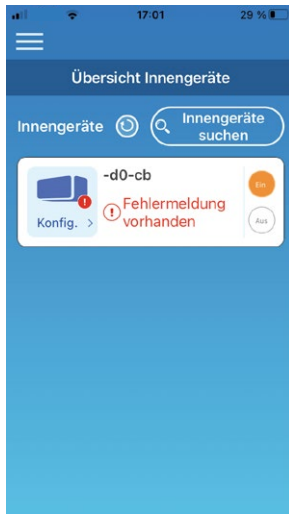 17:01
29 %
Übersicht Innengeräte
Innengeräte
Innengeräte
suchen
-d0-cb
Fehlermeldung
vorhanden
Konfig. >
Ein
Aus